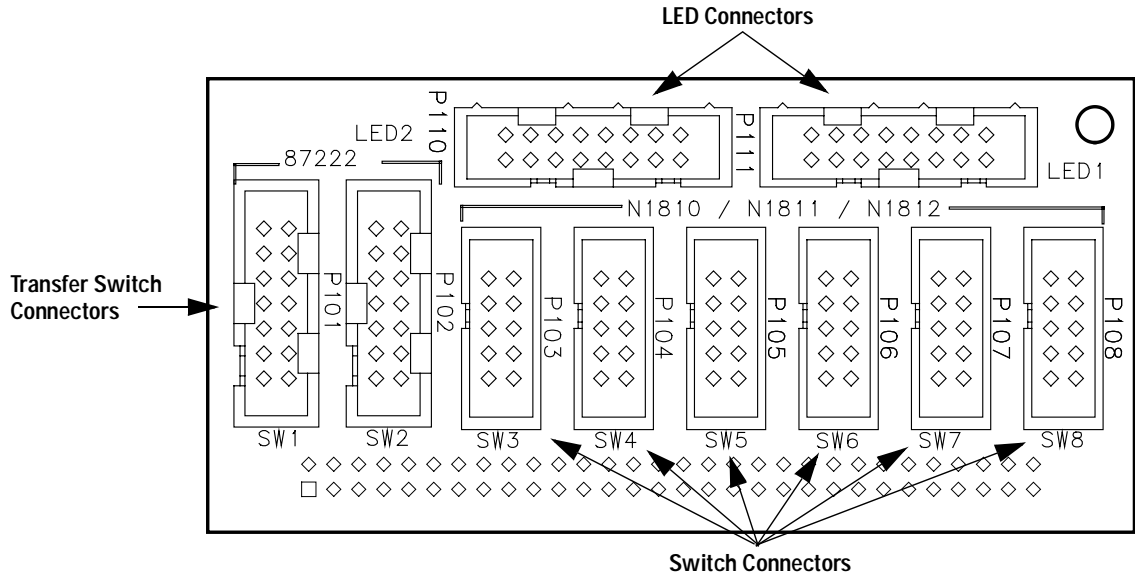 LED Connectors
P110
LED2
P111
87222
LED1
N1810 / N1811 / N1812
Transfer Switch
Connectors
P101
P102
P103
P104
P105
P106
P107
P108
SW1
SW2
SW3
SW4
SW5
SW6
SW7
SW8
Switch Connectors